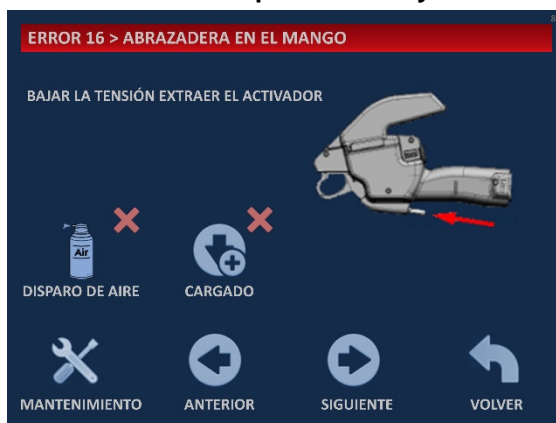 ERROR 16 > ABRAZADERA EN EL MANGO
BAJAR LA TENSIÓN EXTRAER EL ACTIVADOR
Air
DISPARO DE AIRE
CARGADO
MANTENIMIENTO
ANTERIOR
SIGUIENTE
VOLVER